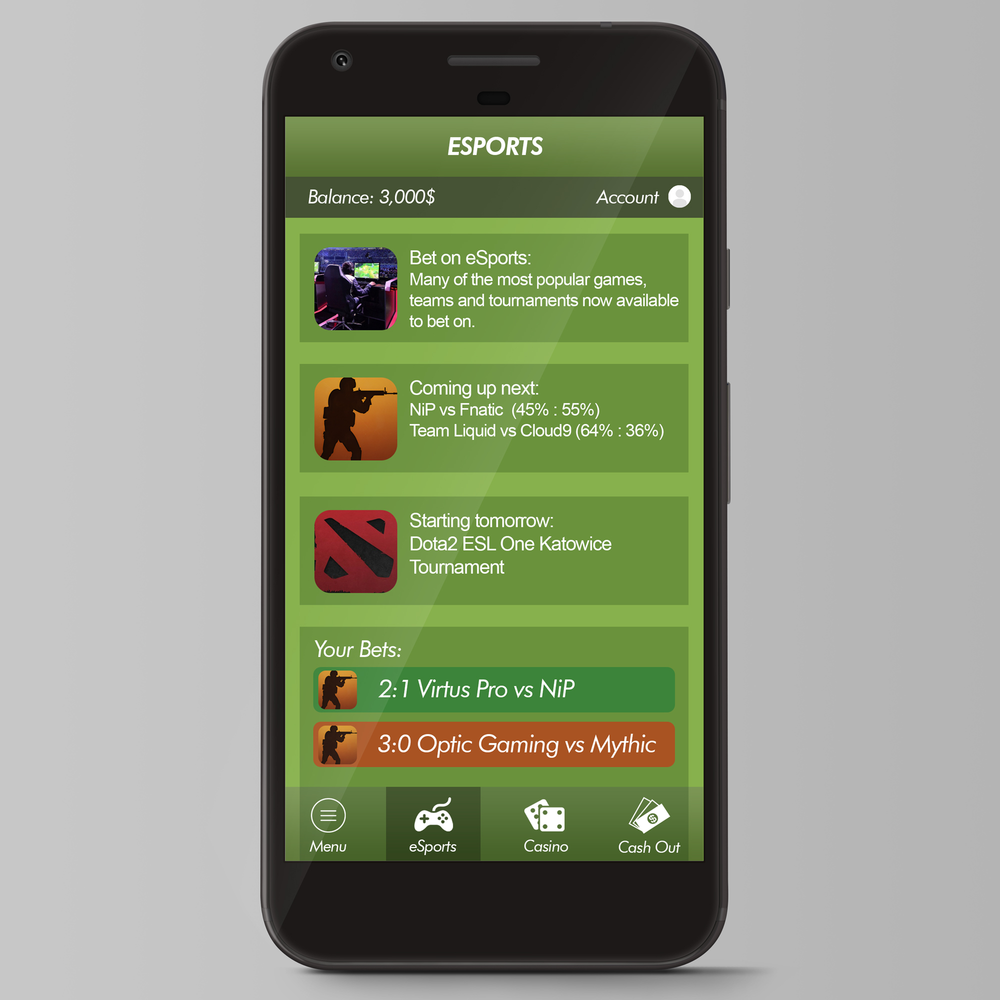 ESPORTS
Balance: 3,000$ Account
Bet on eSports:
Many of the most popular games,
teams and tournaments now available
to bet on.
Coming up next:
NiP vs Fnatic (45% : 55%)
Team Liquid vs Cloud9 (64% : 36%)
Starting tomorrow:
Dota2 ESL One Katowice
Tournament
Your Bets:
2:1 Virtus Pro vs NiP
3:0 Optic Gaming vs Mythic
Menu eSports Casino Cash Out